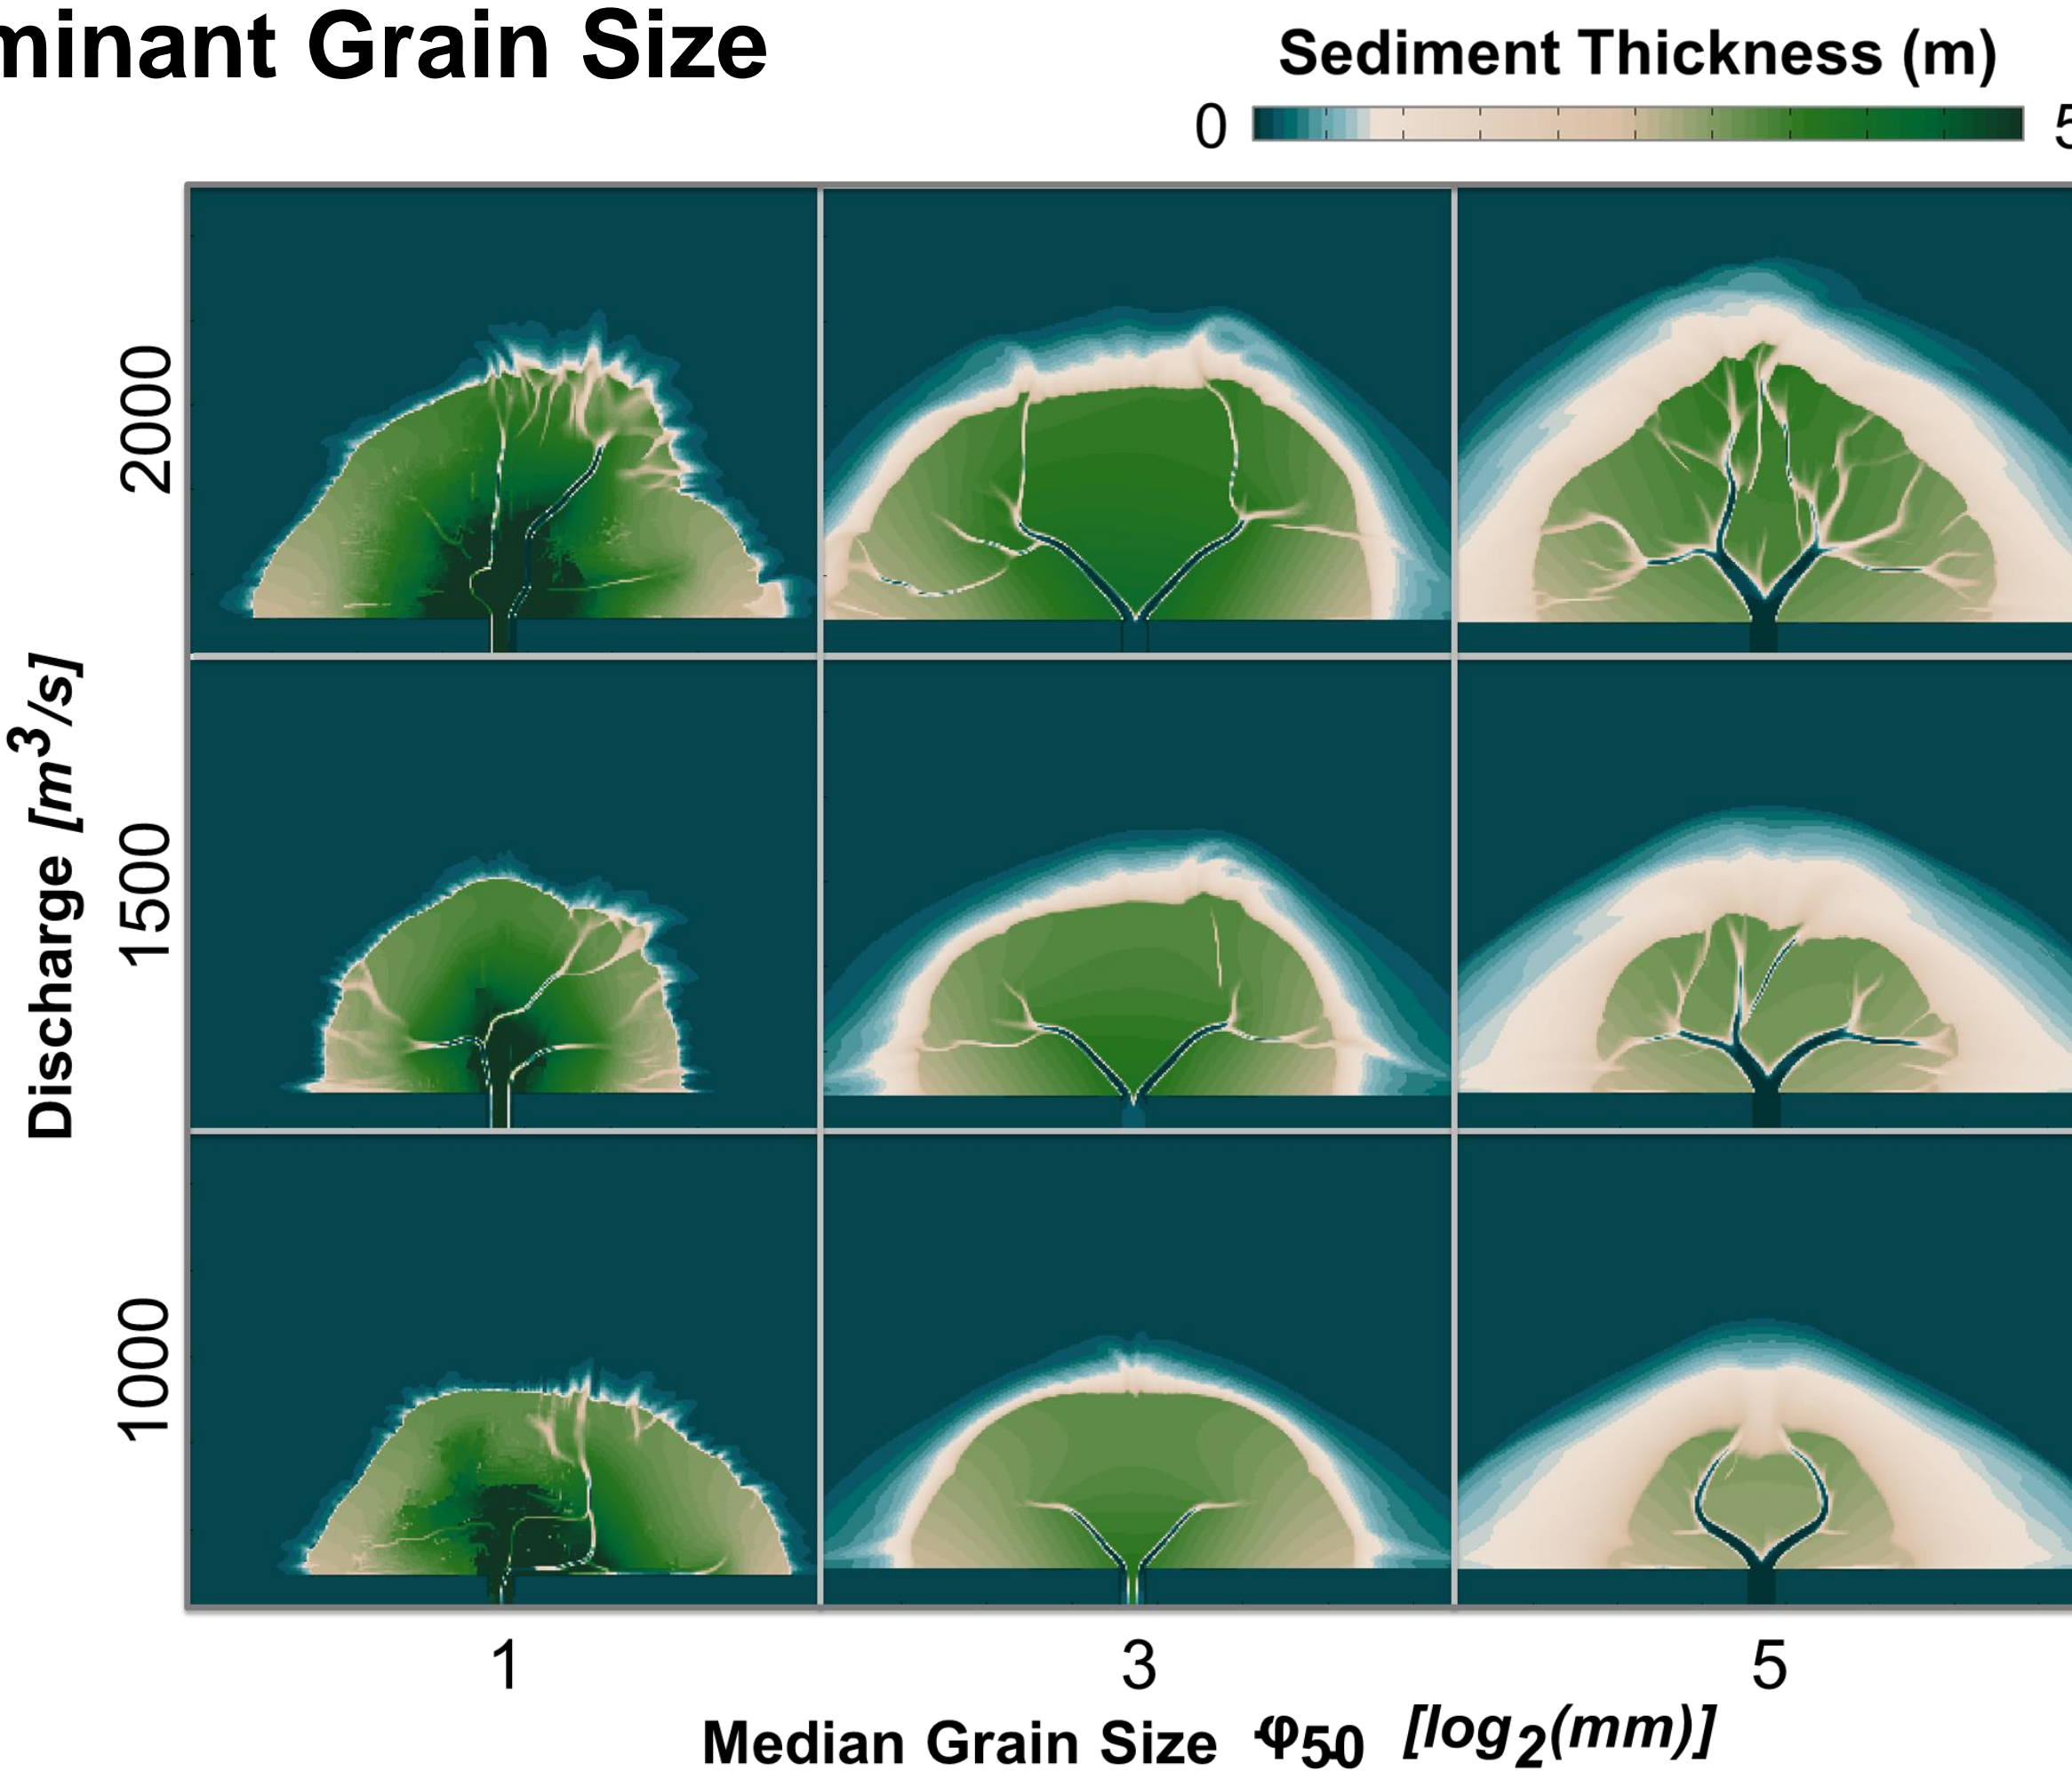 minant Grain Size
Sediment Thickness (m)
0 5
2000
1500
1000
Discharge [m³/s]
1 3 5
Median Grain Size φ50 [log2(mm)]